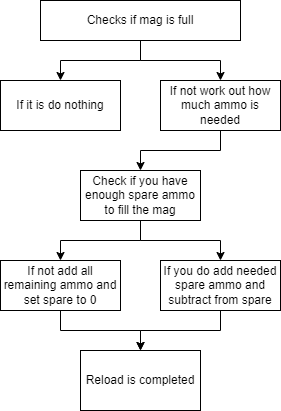 Checks if mag is full
If it is do nothing
If not work out how
much ammo is
needed
Check if you have
enough spare ammo
to fill the mag
If not add all
remaining ammo and
set spare to 0
If you do add needed
spare ammo and
subtract from spare
Reload is completed